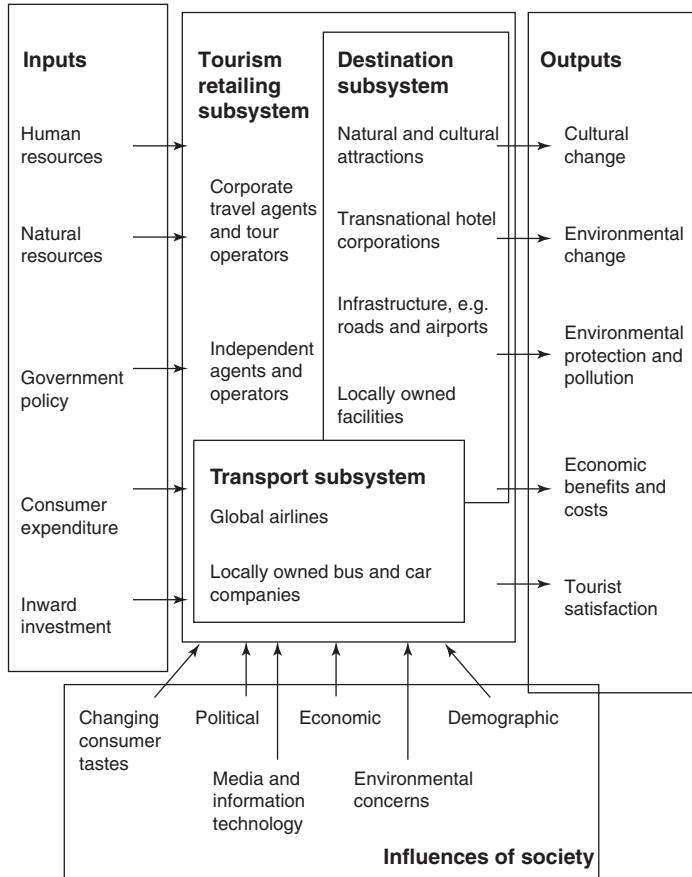 Inputs
Human
resources
Natural
resources
Government
policy
Consumer
expenditure
Inward
investment
Tourism
retailing
subsystem
Corporate
travel agents
and tour
operators
Independent
agents and
operators
Destination
subsystem
Natural and cultural
attractions
Transnational hotel
corporations
Infrastructure, e.g.
roads and airports
Locally owned
facilities
Transport subsystem
Global airlines
Locally owned bus and car
companies
Outputs
Cultural
change
Environmental
change
Environmental
protection and
pollution
Economic
benefits and
costs
Tourist
satisfaction
Changing
consumer
tastes
Political
Economic
Demographic
Media and
information
technology
Environmental
concerns
Influences of society